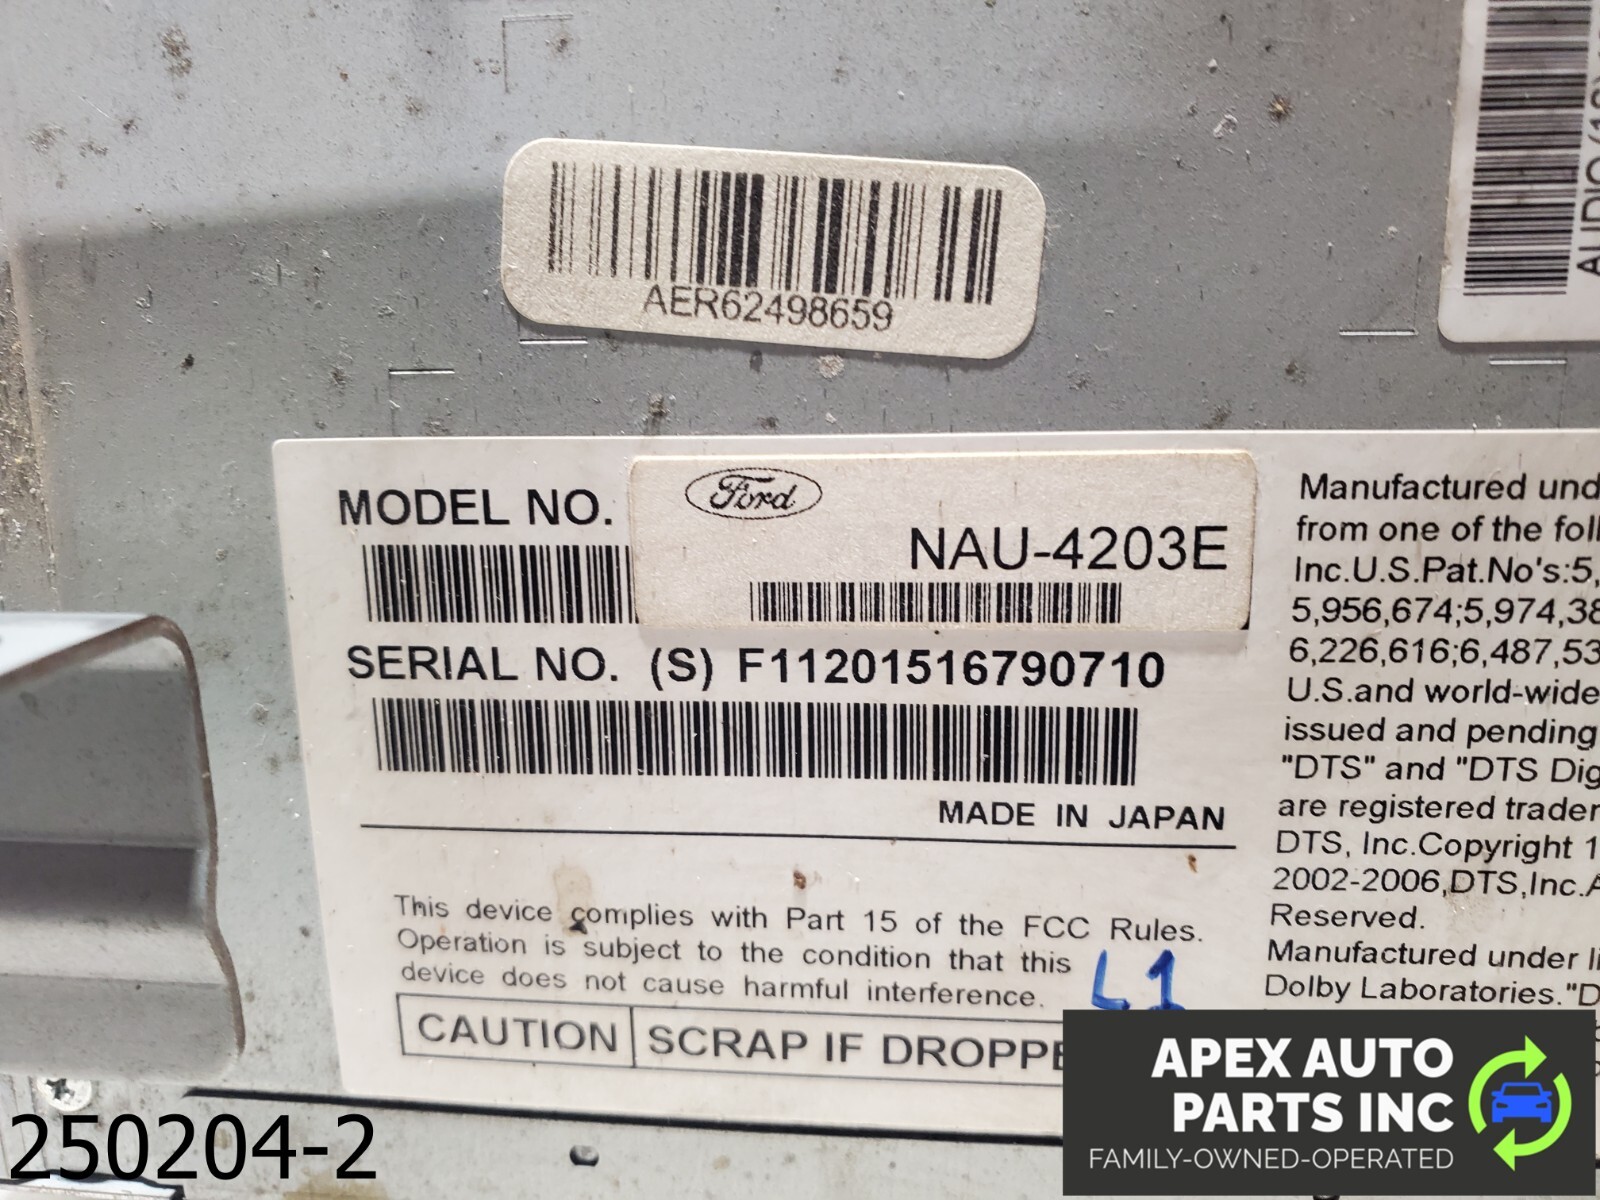 AUDIO(
AER62498659
MODEL NO.
Ford
NAU-4203E
SERIAL NO. (S) F11201516790710
MADE IN JAPAN
This device complies with Part 15 of the FCC Rules.
Operation is subject to the condition that this
device does not cause harmful interference.
L1
CAUTION SCRAP IF DROPPE
Manufactured und
from one of the foll
Inc.U.S.Pat.No's:5,
5,956,674;5,974,38
6,226,616;6,487,53
U.S.and world-wide
issued and pending
"DTS" and "DTS Dig
are registered trader
DTS, Inc.Copyright 1
2002-2006,DTS,Inc.A
Reserved.
Manufactured under li
Dolby Laboratories."D
250204-2
APEX AUTO
PARTS INC
FAMILY-OWNED-OPERATED